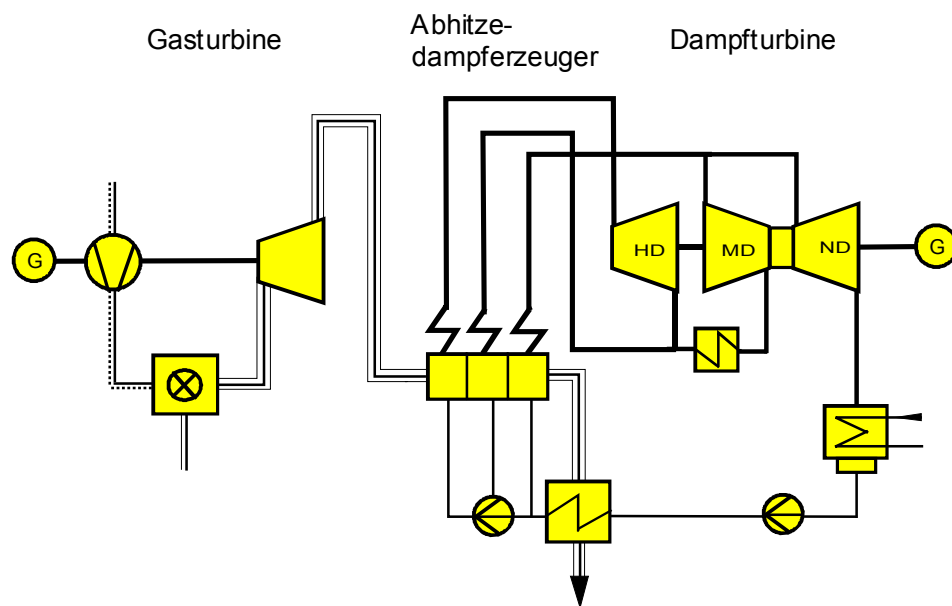 Gasturbine
Abhitze-
dampferzeuger
Dampfturbine
G
HD
MD
ND
G